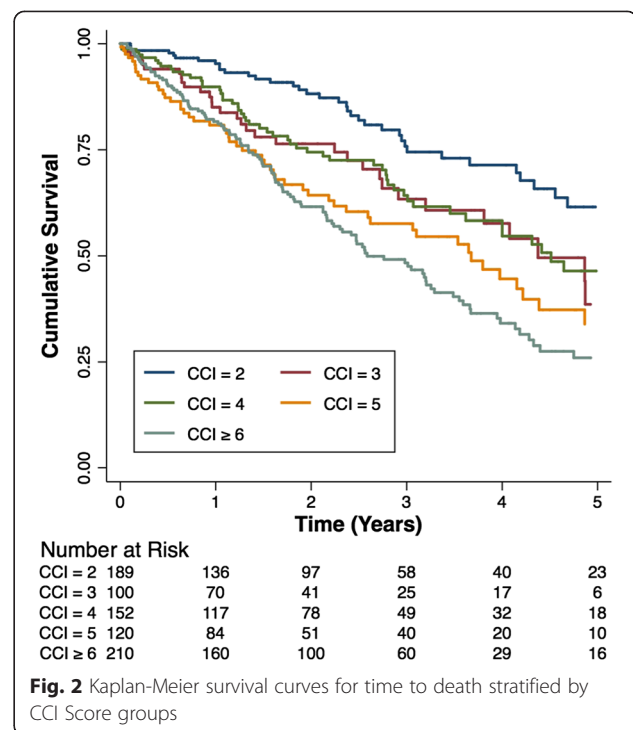 1.00
0.75
0.50
0.25
0.00
Cumulative Survival
CCI = 2 CCI = 3
CCI = 4 CCI = 5
CCI ≥ 6
0 1 2 3 4 5
Time (Years)
Number at Risk
CCI = 2 189 136 97 58 40 23
CCI = 3 100 70 41 25 17 6
CCI = 4 152 117 78 49 32 18
CCI = 5 120 84 51 40 20 10
CCI ≥ 6 210 160 100 60 29 16
Fig. 2 Kaplan-Meier survival curves for time to death stratified by
CCI Score groups